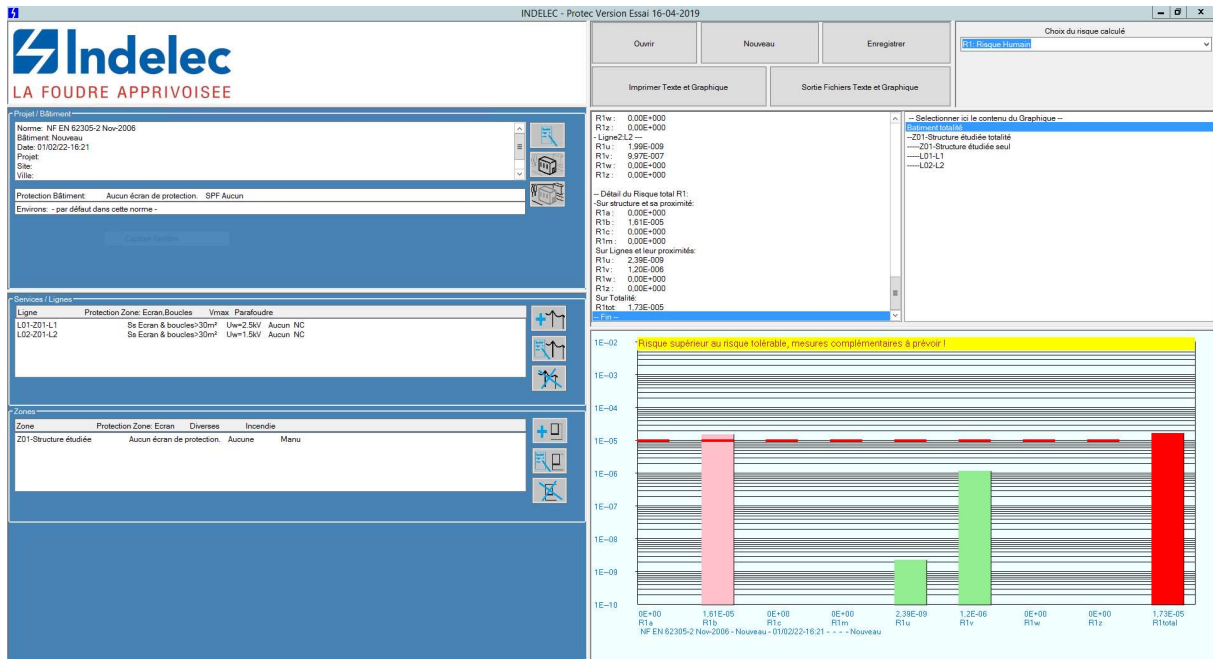 INDELEC - Protec Version Essai 16-04-2019
Indelec
LA FOUDRE APPRIVOISEE
Ouvrir
Nouveau
Enregistrer
Imprimer Texte et Graphique
Sortie Fichiers Texte et Graphique
Choix du risque calculé
R1: Risque Humain
Projet / Bâtiment
Norme: NF EN 62305-2 Nov-2006
Bâtiment: Nouveau
Date: 01/02/22-16:21
Projet:
Site:
Ville:
Protection Bâtiment: Aucun écran de protection. SPF Aucun
Environs: - par défaut dans cette norme -
Services / Lignes
Ligne Protection Zone: Ecran,Boucles Vmax Parafoudre
L01-Z01-L1 Ss Ecran & boucles>30m² Uw=2.5kV Aucun NC
L02-Z01-L2 Ss Ecran & boucles>30m² Uw=1.5kV Aucun NC
Zones
Zone Protection Zone: Ecran Diverses Incendie
Z01-Structure étudiée Aucun écran de protection. Aucune Manu
R1w : 0,00E+000
R1z : 0,00E+000
- Ligne2:L2 ---
R1u : 1,99E-009
R1v : 9,97E-007
R1w : 0,00E+000
R1z : 0,00E+000
-- Détail du Risque total R1:
-Sur structure et sa proximité:
R1a : 0,00E+000
R1b : 1,61E-005
R1c : 0,00E+000
R1m : 0,00E+000
Sur Lignes et leur proximités:
R1u : 2,39E-009
R1v : 1,20E-006
R1w : 0,00E+000
R1z : 0,00E+000
Sur Totalité:
R1tot: 1,73E-005
-- Fin --
-- Selectionner ici le contenu du Graphique --
Batiment totalité
--Z01-Structure étudiée totalité
-----Z01-Structure étudiée seul
-----L01-L1
-----L02-L2
Risque supérieur au risque tolérable, mesures complémentaires à prévoir !
1E-02
1E-03
1E-04
1E-05
1E-06
1E-07
1E-08
1E-09
1E-10
0E+00 1,61E-05 0E+00 0E+00 2,39E-09 1,2E-06 0E+00 0E+00 1,73E-05
R1a R1b R1c R1m R1u R1v R1w R1z R1total
NF EN 62305-2 Nov-2006 - Nouveau - 01/02/22-16:21 - - - - Nouveau